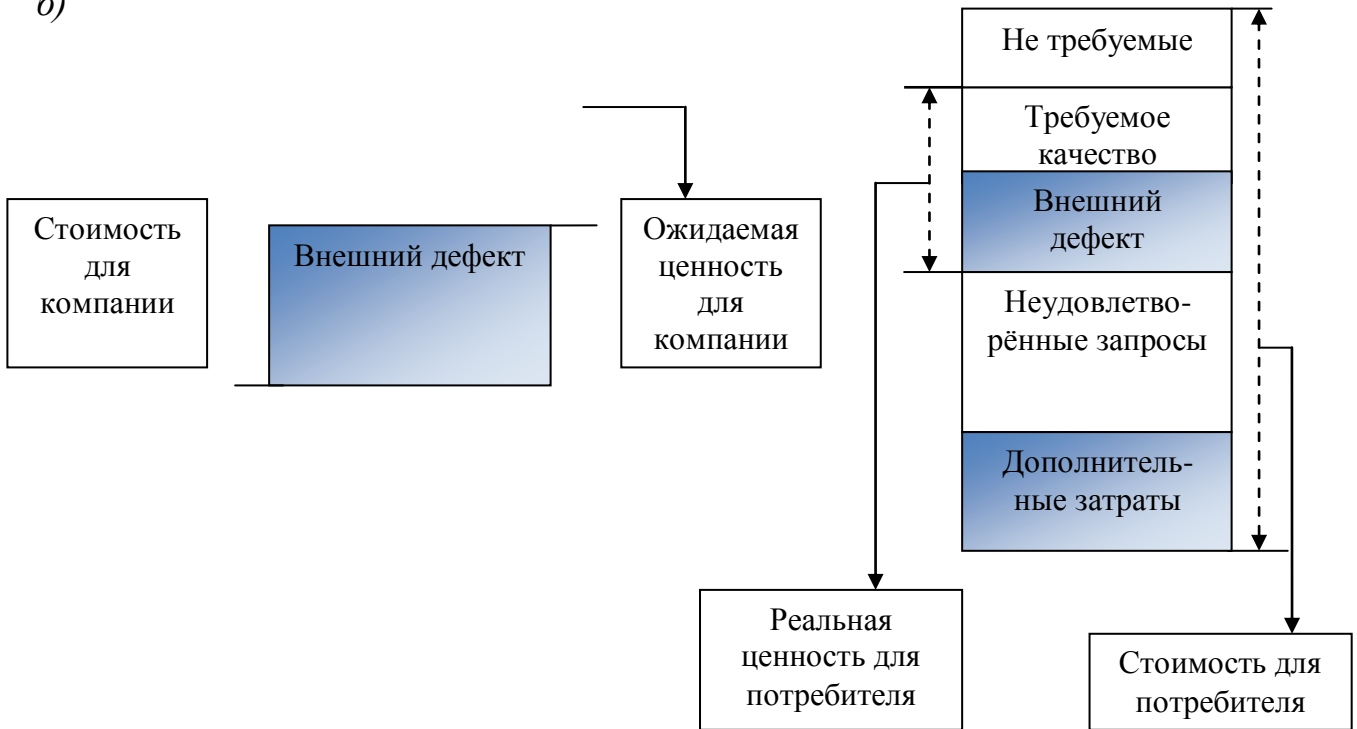 б)
Стоимость
для
компании
Внешний дефект
Ожидаемая
ценность
для
компании
Не требуемые
Требуемое
качество
Внешний
дефект
Неудовлетво-
рённые запросы
Дополнитель-
ные затраты
Реальная
ценность для
потребителя
Стоимость для
потребителя